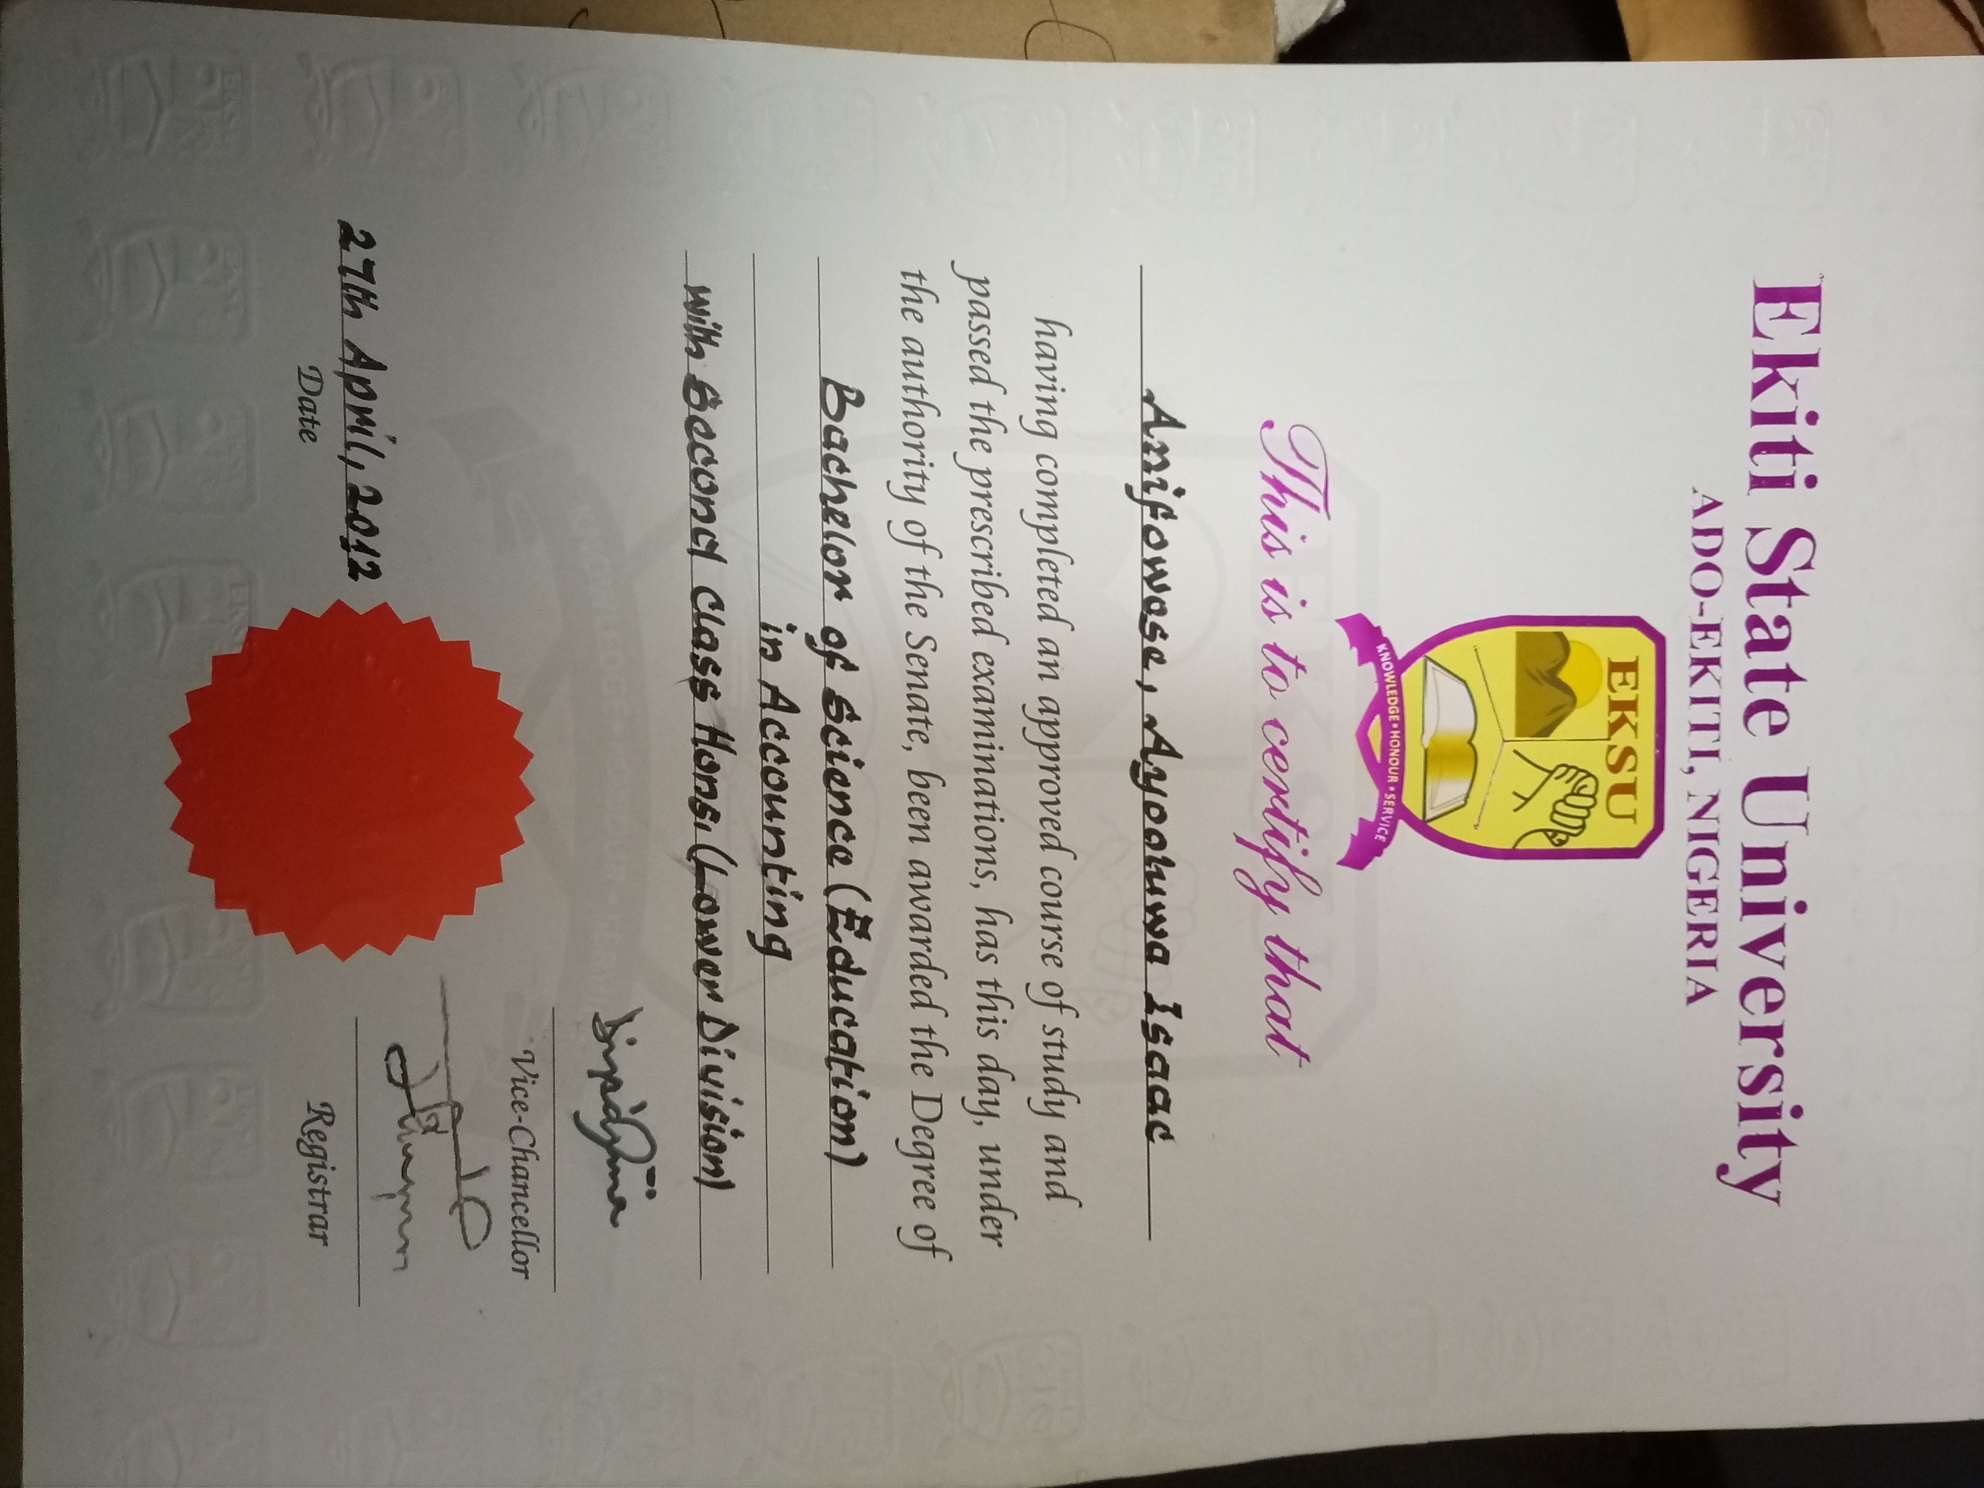 Ekiti State University
ADO-EKITI, NIGERIA
EKSU
KNOWLEDGE • HONOUR • SERVICE
This is to certify that
Anifowose, Ayooluwa Isaac
having completed an approved course of study and
passed the prescribed examinations, has this day, under
the authority of the Senate, been awarded the Degree of
Bachelor of Science (Education)
in Accounting
with Second Class Hons. (Lower Division)
27th April, 2012
Date
Vice-Chancellor
Registrar